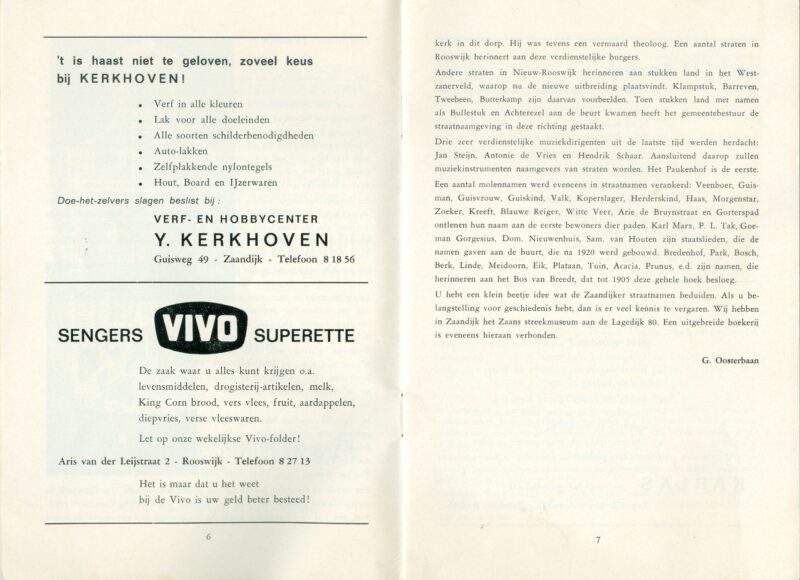 't is haast niet te geloven, zoveel keus
bij KERKHOVEN!
• Verf in alle kleuren
• Lak voor alle doeleinden
• Alle soorten schilderbenodigdheden
• Auto-lakken
• Zelfplakkende nylontegels
• Hout, Board en IJzerwaren
Doe-het-zelvers slagen beslist bij :
VERF- EN HOBBYCENTER
Y. KERKHOVEN
Guisweg 49 - Zaandijk - Telefoon 8 18 56
SENGERS VIVO SUPERETTE
De zaak waar u alles kunt krijgen o.a.
levensmiddelen, drogisterij-artikelen, melk,
King Corn brood, vers vlees, fruit, aardappelen,
diepvries, verse vleeswaren.
Let op onze wekelijkse Vivo-folder!
Aris van der Leijstraat 2 - Rooswijk - Telefoon 8 27 13
Het is maar dat u het weet
bij de Vivo is uw geld beter besteed!
6
kerk in dit dorp. Hij was tevens een vermaard theoloog. Een aantal straten in
Rooswijk herinnert aan deze verdienstelijke burgers.
Andere straten in Nieuw-Rooswijk herinneren aan stukken land in het West-
zanerveld, waarop nu de nieuwe uitbreiding plaatsvindt. Klampstuk, Barreven,
Tweebeen, Butterkamp zijn daarvan voorbeelden. Toen stukken land met namen
als Bullestuk en Achterezel aan de beurt kwamen heeft het gemeentebestuur de
straatnaamgeving in deze richting gestaakt.
Drie zeer verdienstelijke muziekdirigenten uit de laatste tijd werden herdacht:
Jan Steijn, Antonie de Vries en Hendrik Schaar. Aansluitend daarop zullen
muziekinstrumenten naamgevers van straten worden. Het Paukenhof is de eerste.
Een aantal molennamen werd eveneens in straatnamen verankerd: Veenboer, Guis-
man, Guisvrouw, Guiskind, Valk, Koperslager, Herderskind, Haas, Morgenstar,
Zoeker, Kreeft, Blauwe Reiger, Witte Veer, Arie de Bruynstraat en Gorterspad
ontlenen hun naam aan de eerste bewoners dier paden. Karl Marx, P. L. Tak, Goe-
man Gorgesius, Dom. Nieuwenhuis, Sam. van Houten zijn staatslieden, die de
namen gaven aan de buurt, die na 1920 werd gebouwd. Bredenhof, Park, Bosch,
Berk, Linde, Meidoorn, Eik, Plataan, Tuin, Acacia, Prunus, e.d. zijn namen, die
herinneren aan het Bos van Breedt, dat tot 1905 deze gehele hoek besloeg.
U hebt een klein beetje idee wat de Zaandijker straatnamen beduiden. Als u be-
langstelling voor geschiedenis hebt, dan is er veel kennis te vergaren. Wij hebben
in Zaandijk het Zaans streekmuseum aan de Lagedijk 80. Een uitgebreide boekerij
is eveneens hieraan verbonden.
G. Oosterbaan
7